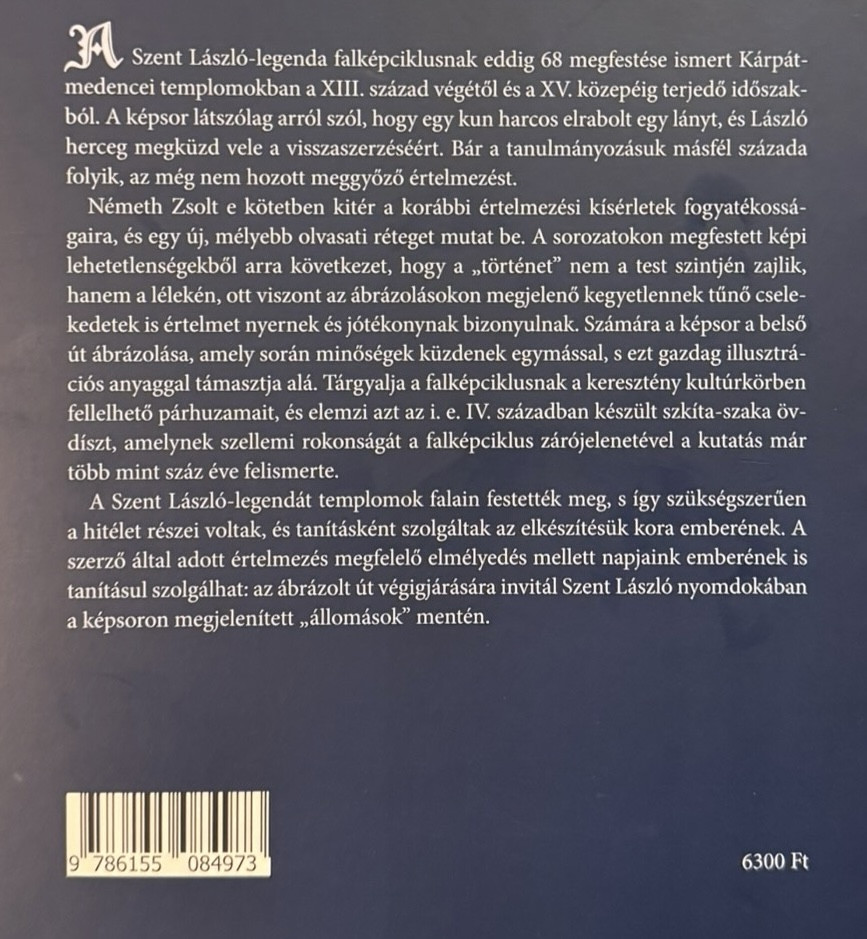 A Szent László-legenda falképciklusnak eddig 68 megfestése ismert Kárpát-
medencei templomokban a XIII. század végétől és a XV. közepéig terjedő időszak-
ból. A képsor látszólag arról szól, hogy egy kun harcos elrabolt egy lányt, és László
herceg megküzd vele a visszaszerzéséért. Bár a tanulmányozásuk másfél százada
folyik, az még nem hozott meggyőző értelmezést.
Németh Zsolt e kötetben kitér a korábbi értelmezési kísérletek fogyatékossá-
gaira, és egy új, mélyebb olvasati réteget mutat be. A sorozatokon megfestett képi
lehetetlenségekből arra következet, hogy a „történet” nem a test szintjén zajlik,
hanem a lélekén, ott viszont az ábrázolásokon megjelenő kegyetlennek tűnő csele-
kedetek is értelmet nyernek és jótékonynak bizonyulnak. Számára a képsor a belső
út ábrázolása, amely során minőségek küzdenek egymással, s ezt gazdag illusztrá-
ciós anyaggal támasztja alá. Tárgyalja a falképciklusnak a keresztény kultúrkörben
fellelhető párhuzamait, és elemzi azt az i. e. IV. században készült szkíta-szaka öv-
díszt, amelynek szellemi rokonságát a falképciklus zárójelenetével a kutatás már
több mint száz éve felismerte.
A Szent László-legendát templomok falain festették meg, s így szükségszerűen
a hitélet részei voltak, és tanításként szolgáltak az elkészítésük kora emberének. A
szerző által adott értelmezés megfelelő elmélyedés mellett napjaink emberének is
tanításul szolgálhat: az ábrázolt út végigjárására invitál Szent László nyomdokában
a képsoron megjelenített „állomások” mentén.
9 786155 084973
6300 Ft